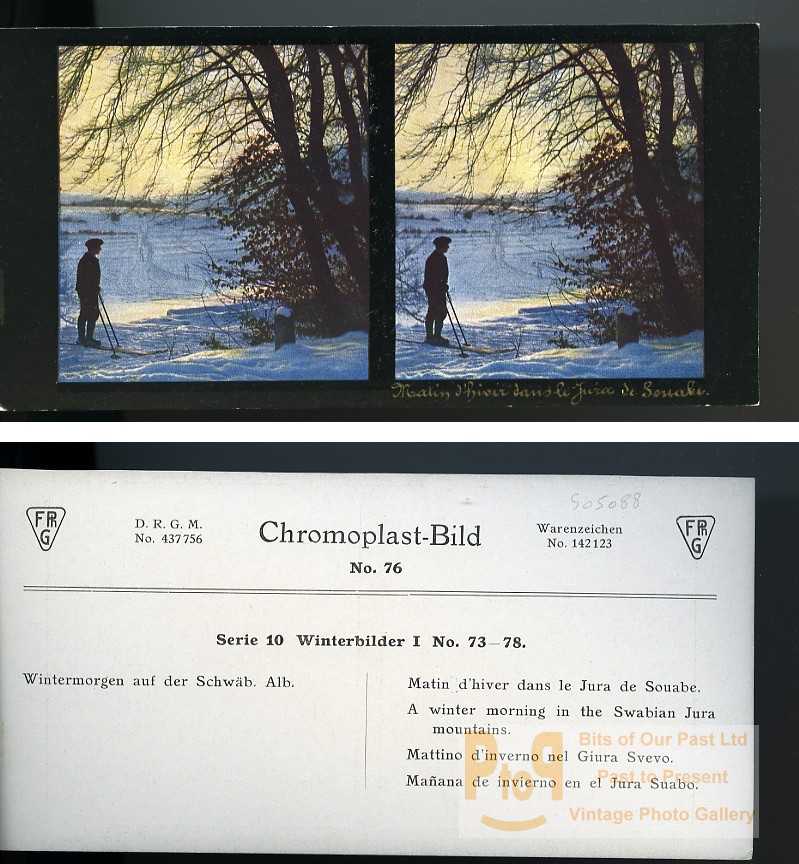 Matin d'hiver dans le Jura de Souabe.
505088
FPR
G
D. R. G. M.
No. 437756
Chromoplast-Bild
No. 76
Warenzeichen
No. 142123
FPR
G
Serie 10 Winterbilder I No. 73–78.
Wintermorgen auf der Schwäb. Alb.
Matin d'hiver dans le Jura de Souabe.
A winter morning in the Swabian Jura
mountains.
Mattino d'inverno nel Giura Svevo.
Mañana de invierno en el Jura Suabo.
PtoP
Bits of Our Past Ltd
Past to Present
Vintage Photo Gallery